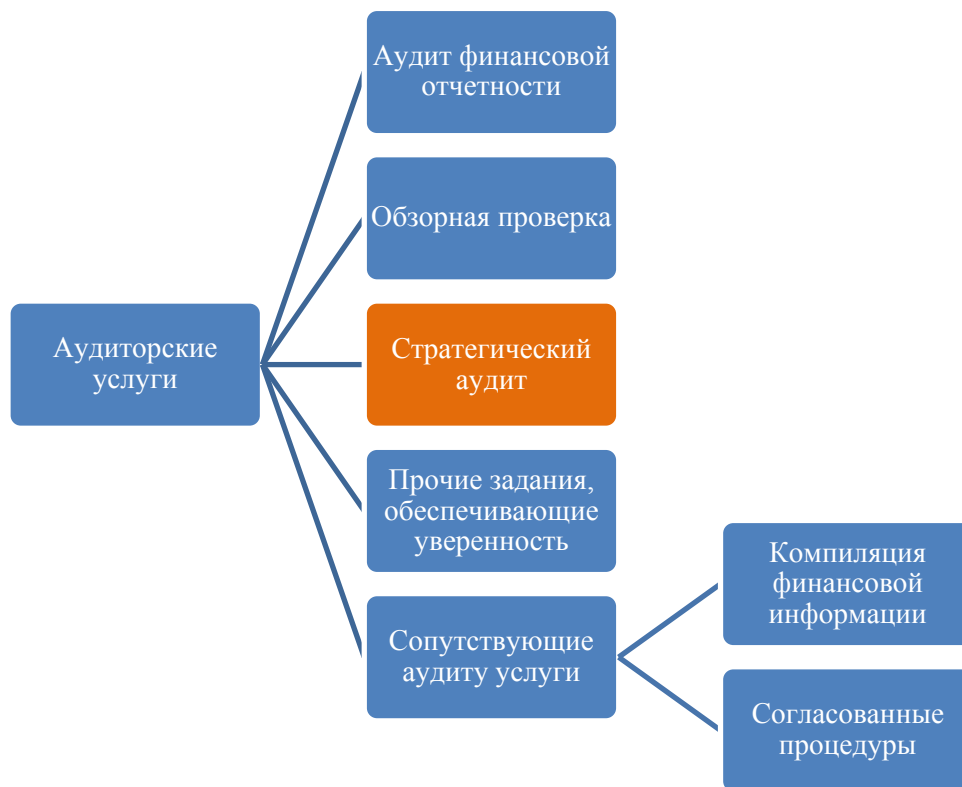 Аудиторские
услуги
Аудит финансовой
отчетности
Обзорная проверка
Стратегический
аудит
Прочие задания,
обеспечивающие
уверенность
Сопутствующие
аудиту услуги
Компиляция
финансовой
информации
Согласованные
процедуры